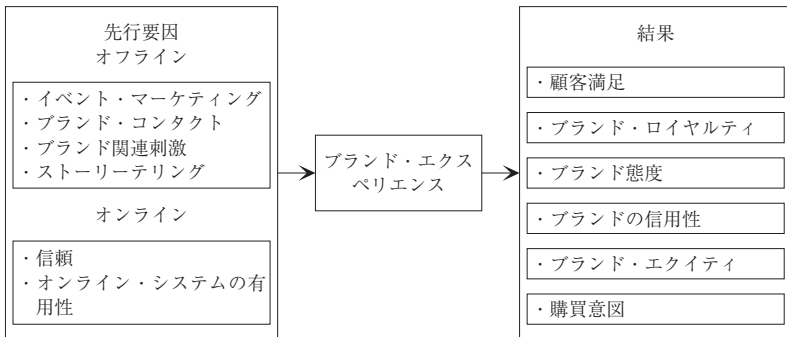 先行要因
オフライン
・イベント・マーケティング
・ブランド・コンタクト
・ブランド関連刺激
・ストーリーテリング
オンライン
・信頼
・オンライン・システムの有
用性
ブランド・エクス
ペリエンス
結果
・顧客満足
・ブランド・ロイヤルティ
・ブランド態度
・ブランドの信用性
・ブランド・エクイティ
・購買意図